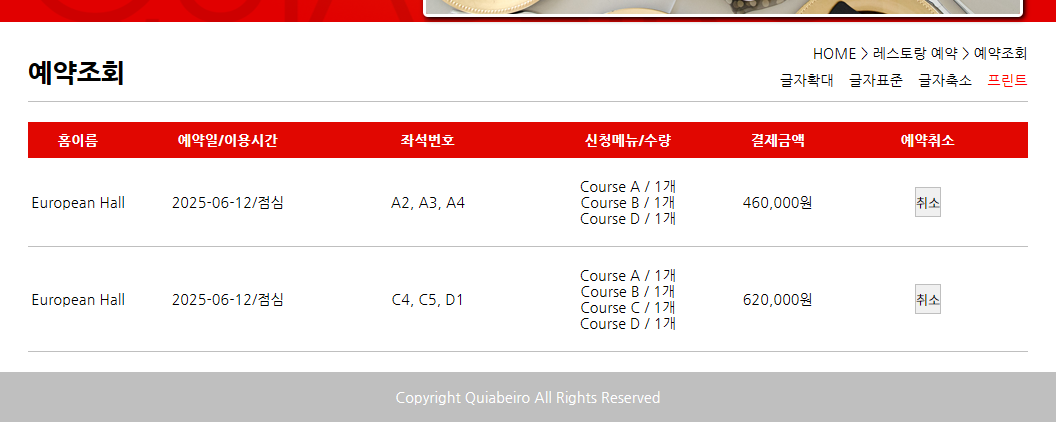 HOME > 레스토랑 예약 > 예약조회
예약조회
글자확대 글자표준 글자축소 프린트
홈이름 예약일/이용시간 좌석번호 신청메뉴/수량 결제금액 예약취소
European Hall 2025-06-12/점심 A2, A3, A4 Course A / 1개 460,000원 취소
Course B / 1개
Course D / 1개
European Hall 2025-06-12/점심 C4, C5, D1 Course A / 1개 620,000원 취소
Course B / 1개
Course C / 1개
Course D / 1개
Copyright Quiabeiro All Rights Reserved